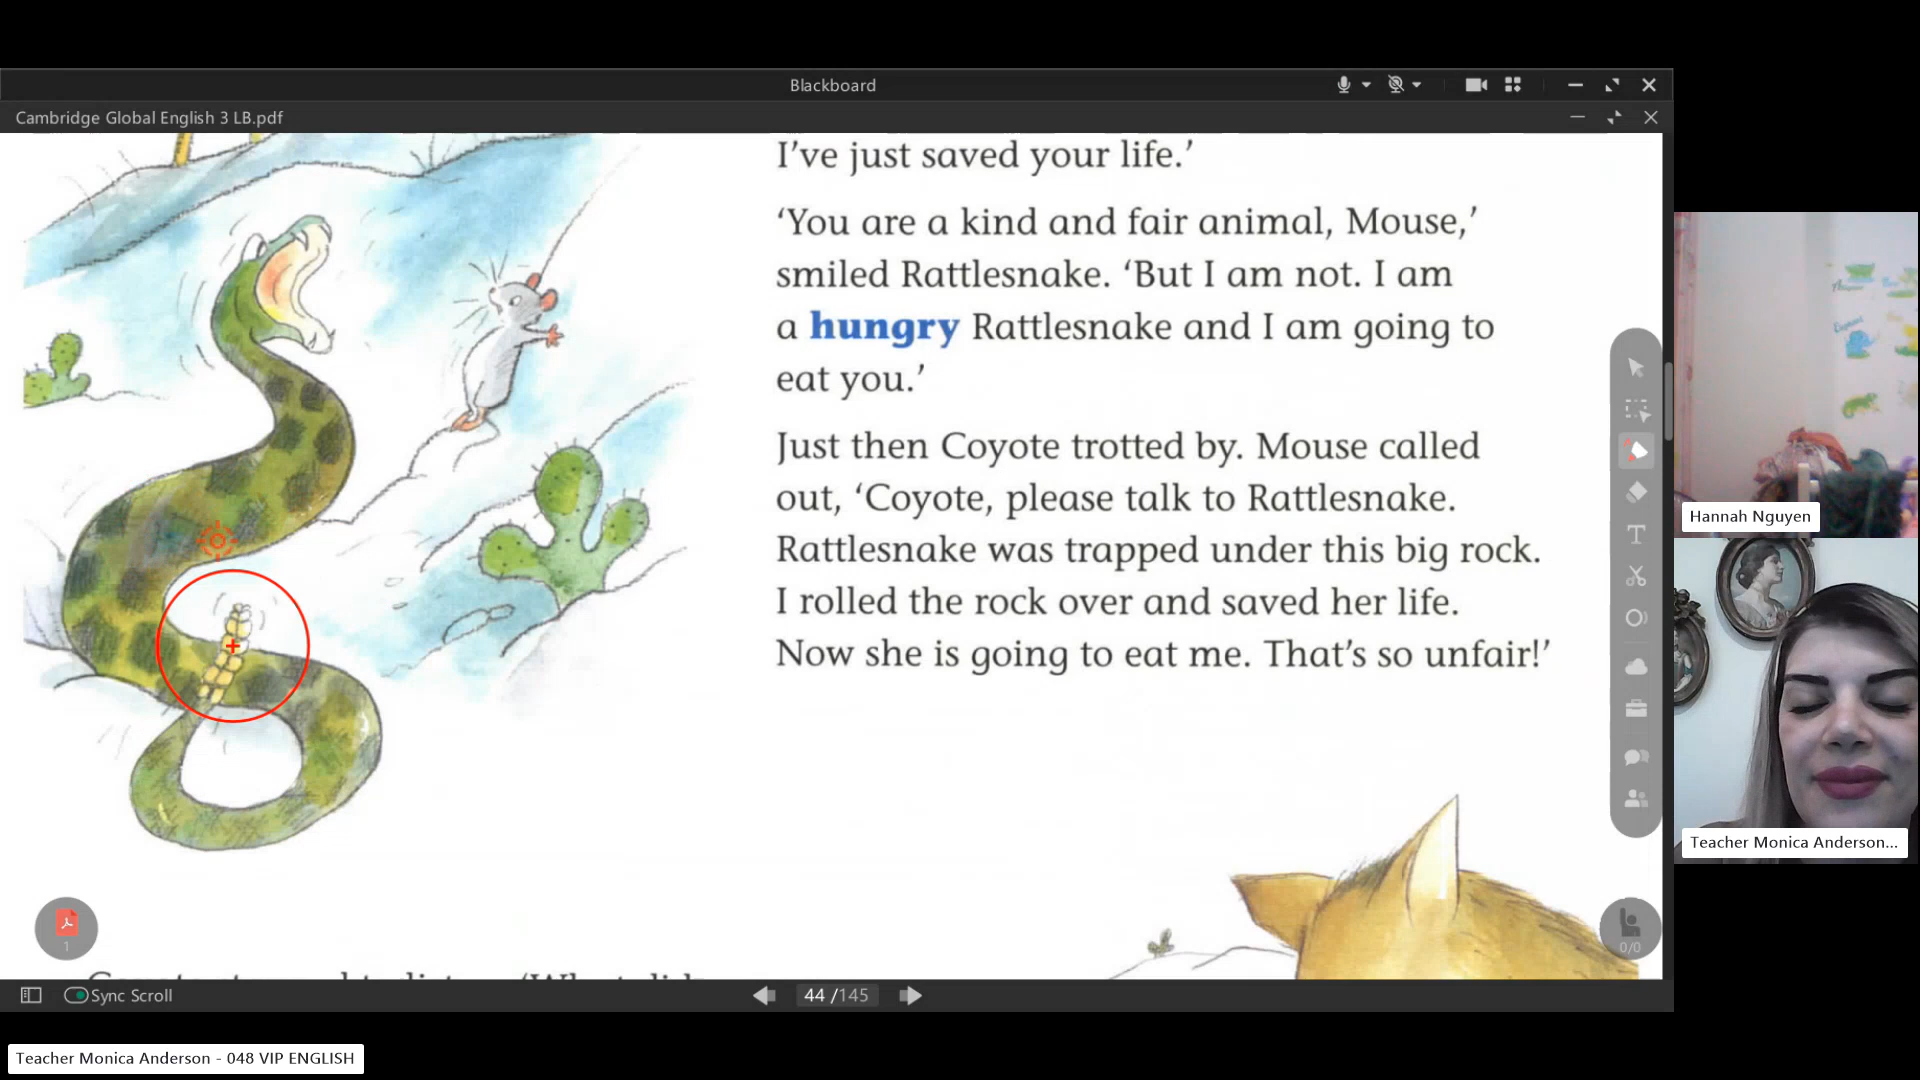 Blackboard
Cambridge Global English 3 LB.pdf
I've just saved your life.’
‘You are a kind and fair animal, Mouse,’
smiled Rattlesnake. ‘But I am not. I am
a hungry Rattlesnake and I am going to
eat you.’
Just then Coyote trotted by. Mouse called
out, ‘Coyote, please talk to Rattlesnake.
Rattlesnake was trapped under this big rock.
I rolled the rock over and saved her life.
Now she is going to eat me. That's so unfair!’
Hannah Nguyen
Teacher Monica Anderson...
1
0/0
Sync Scroll
44 /145
Teacher Monica Anderson - 048 VIP ENGLISH